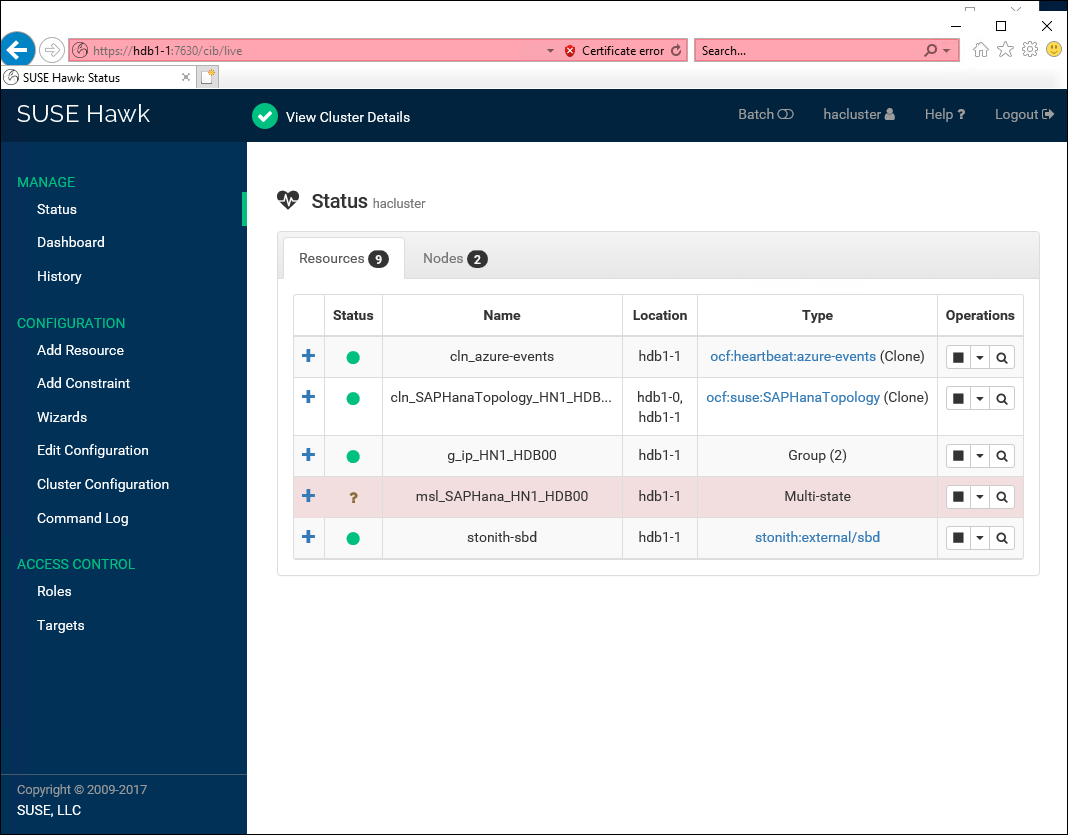 https://hdb1-1:7630/cib/live
Certificate error
Search...
SUSE Hawk: Status
SUSE Hawk
View Cluster Details
Batch
hacluster
Help ?
Logout
MANAGE
Status
Dashboard
History
CONFIGURATION
Add Resource
Add Constraint
Wizards
Edit Configuration
Cluster Configuration
Command Log
ACCESS CONTROL
Roles
Targets
Copyright © 2009-2017
SUSE, LLC
Status hacluster
Resources 9
Nodes 2
Status Name Location Type Operations
cln_azure-events hdb1-1 ocf:heartbeat:azure-events (Clone)
cln_SAPHanaTopology_HN1_HDB... hdb1-0, ocf:suse:SAPHanaTopology (Clone)
hdb1-1
g_ip_HN1_HDB00 hdb1-1 Group (2)
? msl_SAPHana_HN1_HDB00 hdb1-1 Multi-state
stonith-sbd hdb1-1 stonith:external/sbd